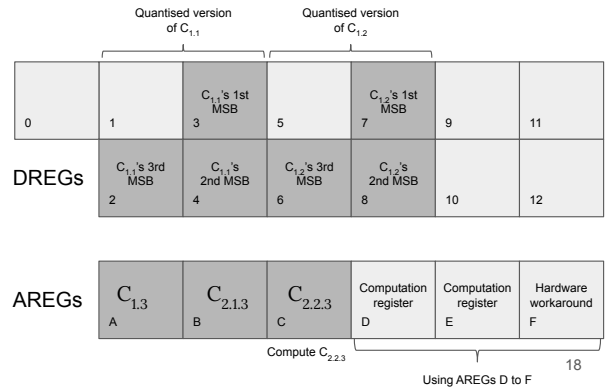 Quantised version
of C1.1
Quantised version
of C1.2
C1.1's 1st
MSB
C1.2's 1st
MSB
0
1
3
5
7
9
11
DREGs
C1.1's 3rd
MSB
C1.1's
2nd MSB
C1.2's 3rd
MSB
C1.2's
2nd MSB
2
4
6
8
10
12
AREGs
C1.3
C2.1.3
C2.2.3
Computation
register
Computation
register
Hardware
workaround
A
B
C
D
E
F
Compute C2.2.3
Using AREGs D to F
18